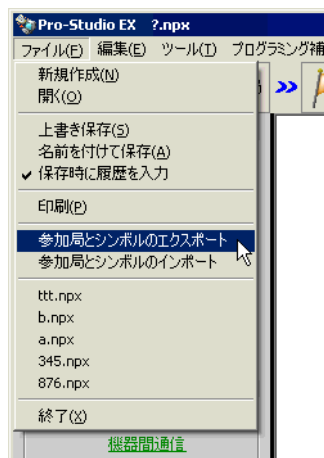 Pro-Studio EX   ?.npx
ファイル(F) 編集(E) ツール(T) プログラミング補
新規作成(N)
開く(O)
上書き保存(S)
名前を付けて保存(A)
✔ 保存時に履歴を入力
印刷(P)
参加局とシンボルのエクスポート
参加局とシンボルのインポート
ttt.npx
b.npx
a.npx
345.npx
876.npx
終了(X)
機器間通信